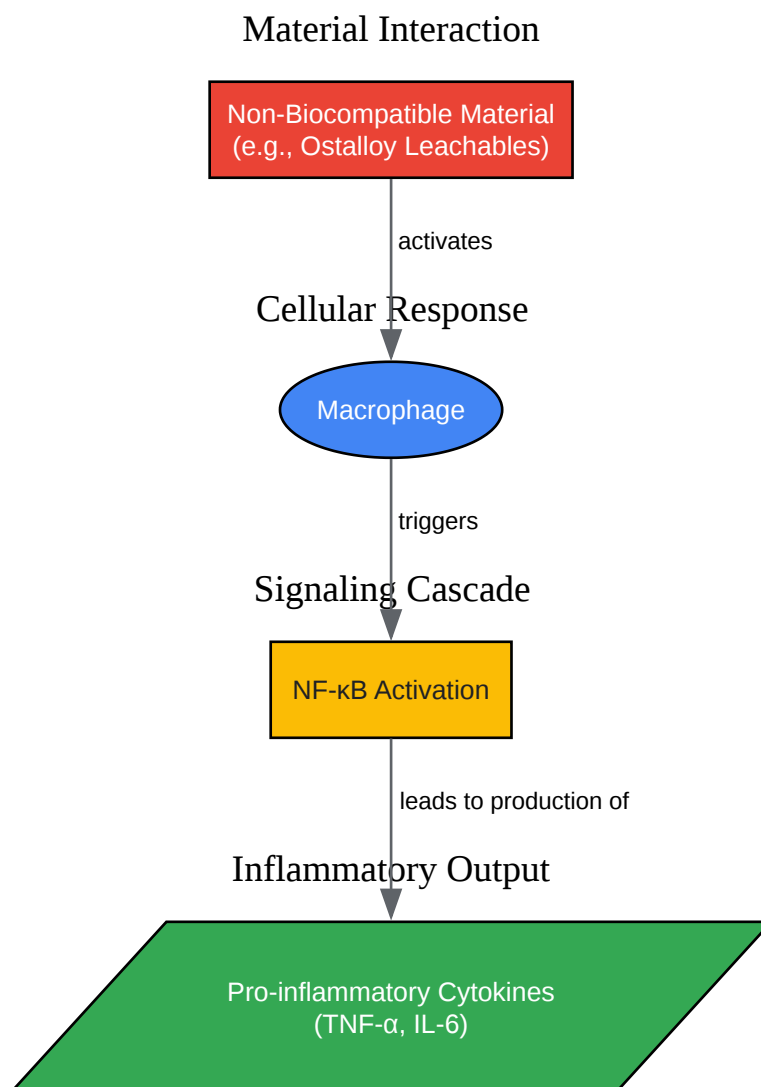 Material Interaction
Non-Biocompatible Material
(e.g., Ostalloy Leachables)
activates
Cellular Response
Macrophage
triggers
Signaling Cascade
NF-κB Activation
leads to production of
Inflammatory Output
Pro-inflammatory Cytokines
(TNF-α, IL-6)